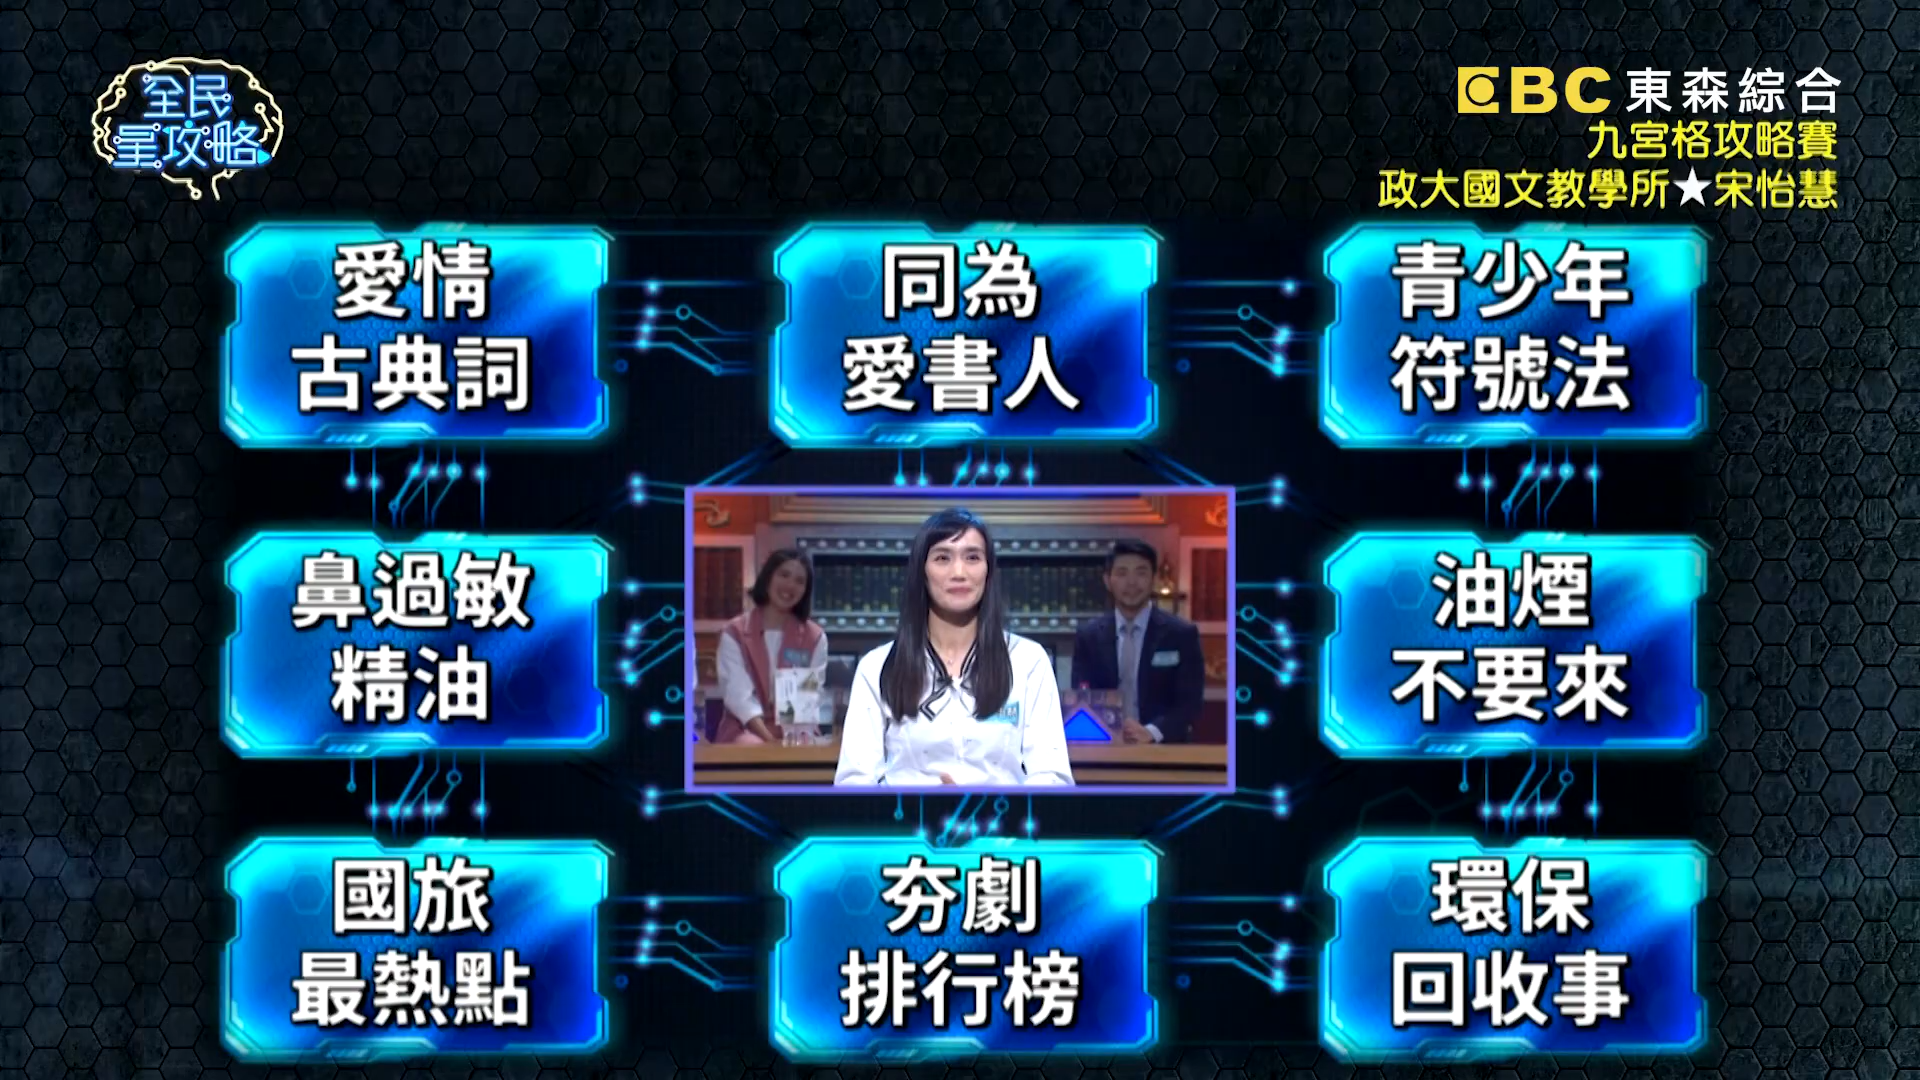 全民
星攻略
EBC 東森綜合
九宮格攻略賽
政大國文教學所★宋怡慧
愛情
古典詞
同為
愛書人
青少年
符號法
鼻過敏
精油
油煙
不要來
國旅
最熱點
夯劇
排行榜
環保
回收事